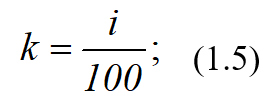 k = i/100; (1.5)